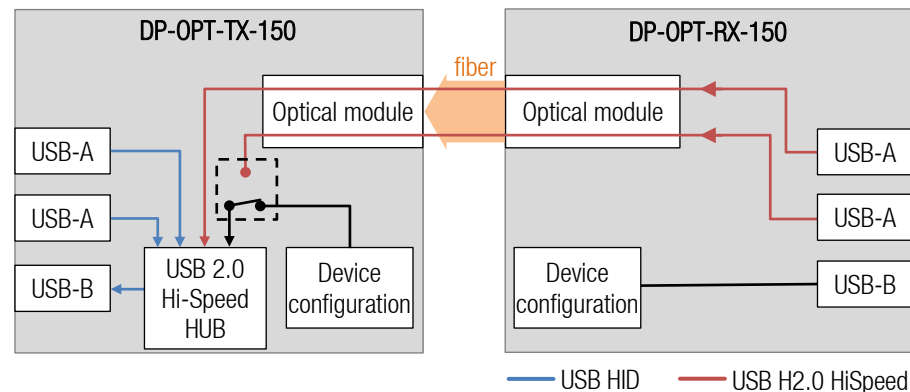 DP-OPT-TX-150
DP-OPT-RX-150
fiber
Optical module
Optical module
USB-A
USB-A
USB-A
USB-A
USB-B
USB 2.0
Hi-Speed
HUB
Device
configuration
Device
configuration
USB-B
USB HID
USB H2.0 HiSpeed